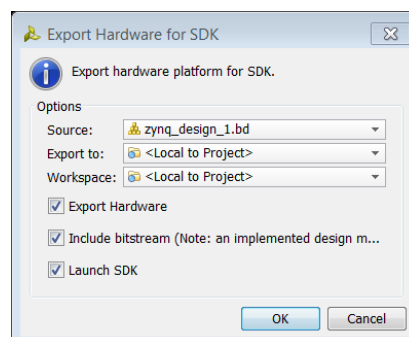 Export Hardware for SDK
Export hardware platform for SDK.
Options
Source: zynq_design_1.bd
Export to: <Local to Project>
Workspace: <Local to Project>
Export Hardware
Include bitstream (Note: an implemented design m...
Launch SDK
OK Cancel